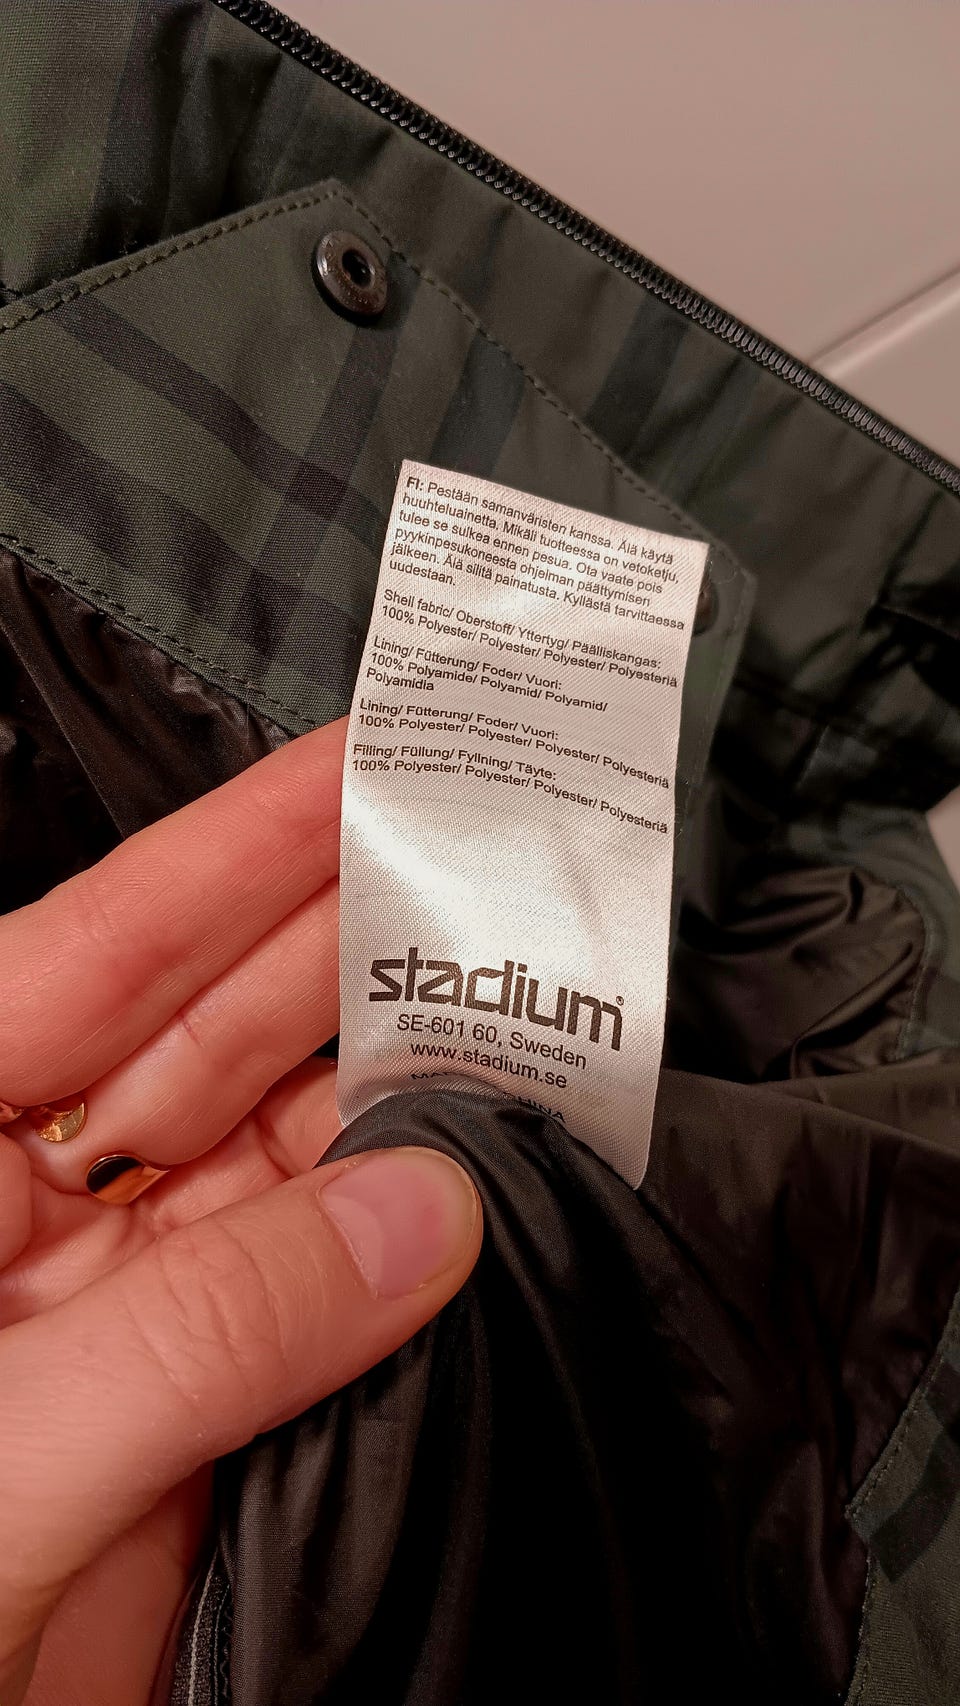 FI: Pestään samanväristen kanssa. Älä käytä
huuhteluainetta. Mikäli tuotteessa on vetoketju,
tulee se sulkea ennen pesua. Ota vaate pois
pyykinpesukoneesta ohjelman päättymisen
jälkeen. Älä silitä painatusta. Kyllästä tarvittaessa
uudestaan.
Shell fabric/ Oberstoff/ Yttertyg/ Päälliskangas:
100% Polyester/ Polyester/ Polyester/ Polyesteriä
Lining/ Fütterung/ Foder/ Vuori:
100% Polyamide/ Polyamid/ Polyamid/
Polyamidia
Lining/ Fütterung/ Foder/ Vuori:
100% Polyester/ Polyester/ Polyester/ Polyesteriä
Filling/ Füllung/ Fyllning/ Täyte:
100% Polyester/ Polyester/ Polyester/ Polyesteriä
stadium®
SE-601 60, Sweden
www.stadium.se
CHINA